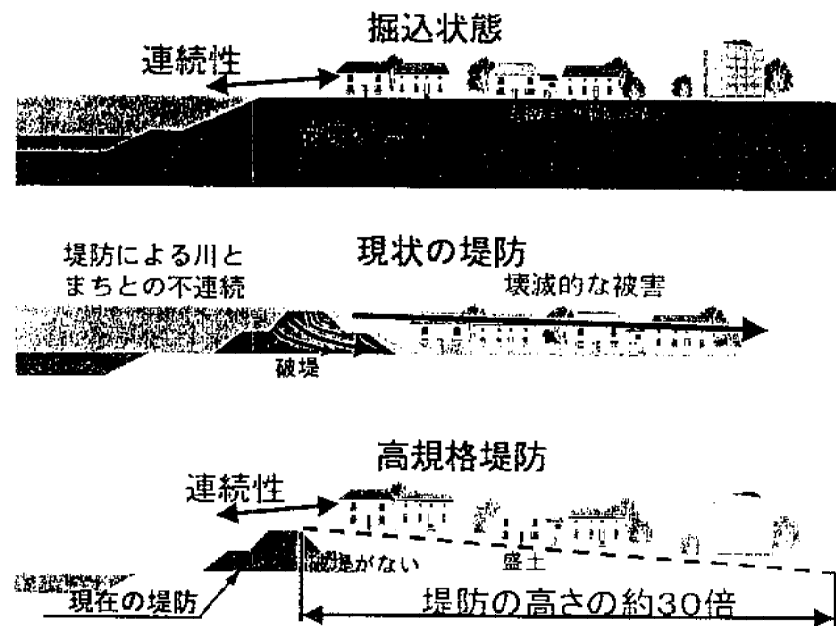 掘込状態
連続性
堤防による川と
まちとの不連続
現状の堤防
壊滅的な被害
破堤
高規格堤防
連続性
破堤がない
盛土
現在の堤防
堤防の高さの約30倍